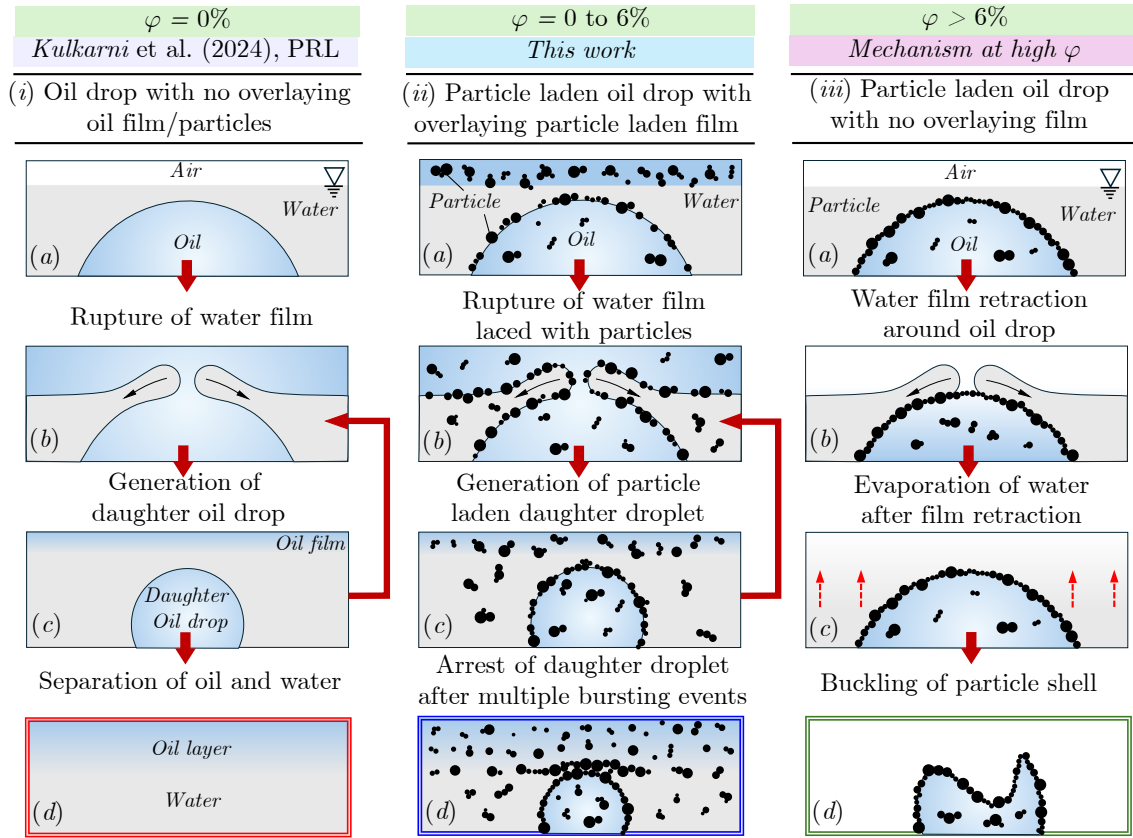 φ = 0%
Kulkarni et al. (2024), PRL
(i) Oil drop with no overlaying
oil film/particles
Air
Water
Oil
(a)
Rupture of water film
(b)
Generation of
daughter oil drop
Oil film
Daughter
Oil drop
(c)
Separation of oil and water
Oil layer
Water
(d)
φ = 0 to 6%
This work
(ii) Particle laden oil drop with
overlaying particle laden film
Particle
Water
Oil
(a)
Rupture of water film
laced with particles
(b)
Generation of particle
laden daughter droplet
(c)
Arrest of daughter droplet
after multiple bursting events
(d)
φ > 6%
Mechanism at high φ
(iii) Particle laden oil drop
with no overlaying film
Air
Particle
Water
Oil
(a)
Water film retraction
around oil drop
(b)
Evaporation of water
after film retraction
(c)
Buckling of particle shell
(d)